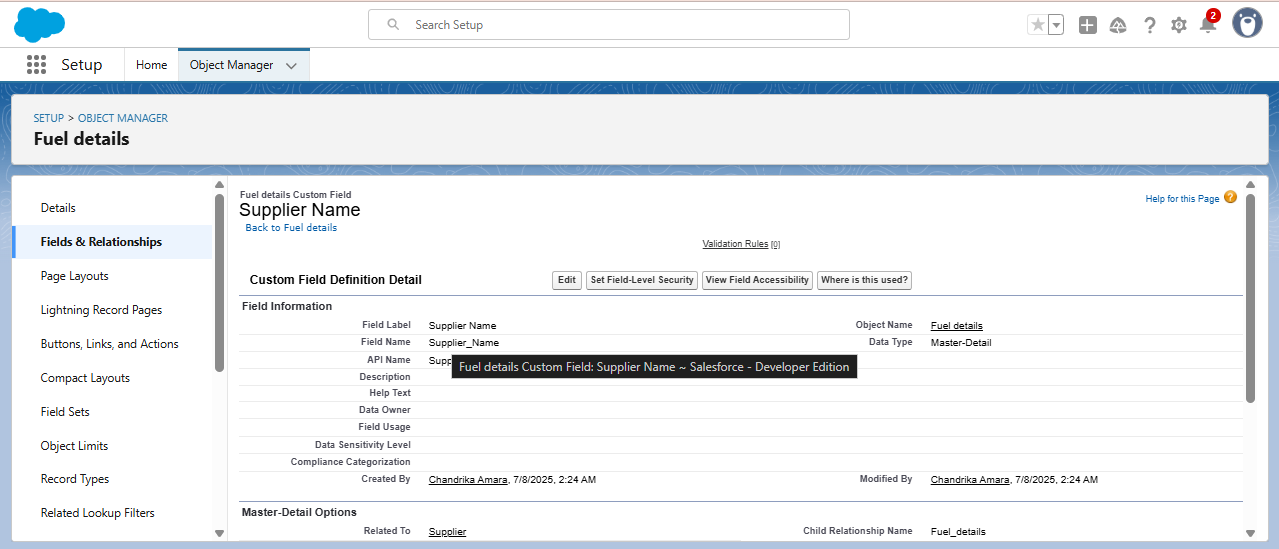 Search Setup
2
Setup
Home
Object Manager
SETUP > OBJECT MANAGER
Fuel details
Details
Fields & Relationships
Page Layouts
Lightning Record Pages
Buttons, Links, and Actions
Compact Layouts
Field Sets
Object Limits
Record Types
Related Lookup Filters
Fuel details Custom Field
Supplier Name
Back to Fuel details
Help for this Page ?
Validation Rules [0]
Custom Field Definition Detail
Edit
Set Field-Level Security
View Field Accessibility
Where is this used?
Field Information
Field Label Supplier Name
Object Name Fuel details
Field Name Supplier_Name
Data Type Master-Detail
API Name
Fuel details Custom Field: Supplier Name ~ Salesforce - Developer Edition
Description
Help Text
Data Owner
Field Usage
Data Sensitivity Level
Compliance Categorization
Created By Chandrika Amara, 7/8/2025, 2:24 AM
Modified By Chandrika Amara, 7/8/2025, 2:24 AM
Master-Detail Options
Related To Supplier
Child Relationship Name Fuel_details